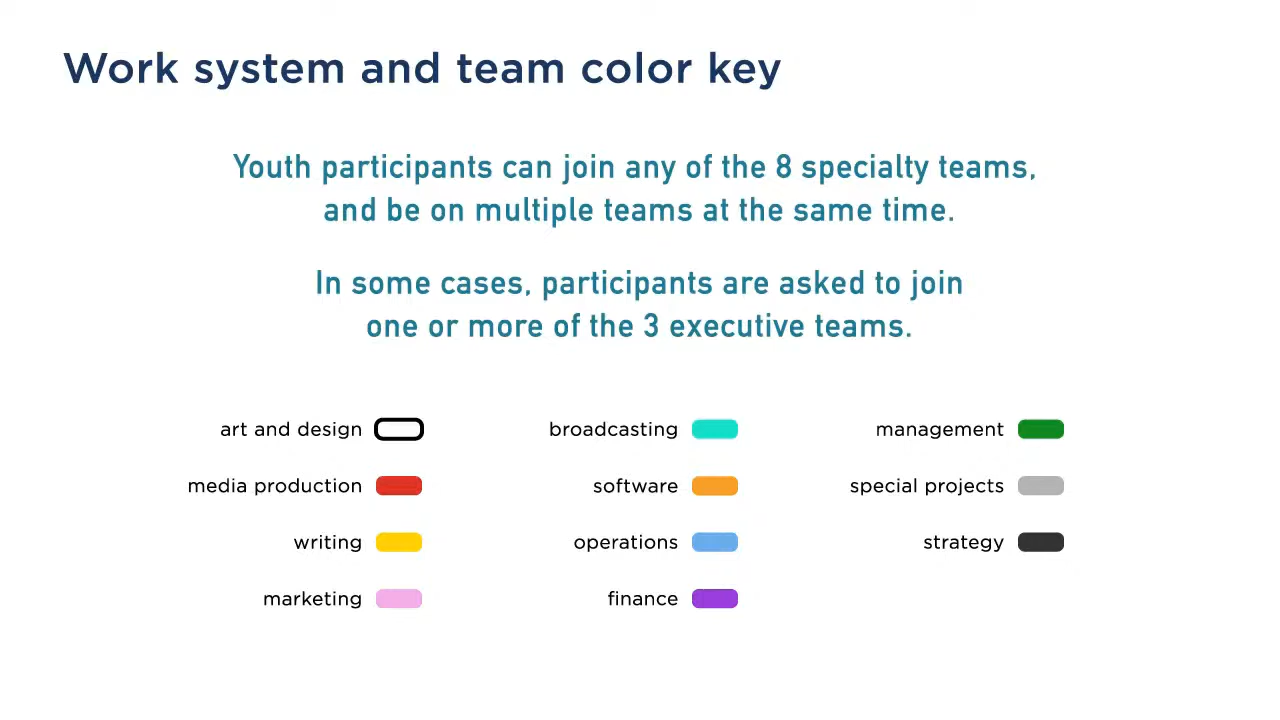 Work system and team color key
Youth participants can join any of the 8 specialty teams,
and be on multiple teams at the same time.
In some cases, participants are asked to join
one or more of the 3 executive teams.
art and design
media production
writing
marketing
broadcasting
software
operations
finance
management
special projects
strategy